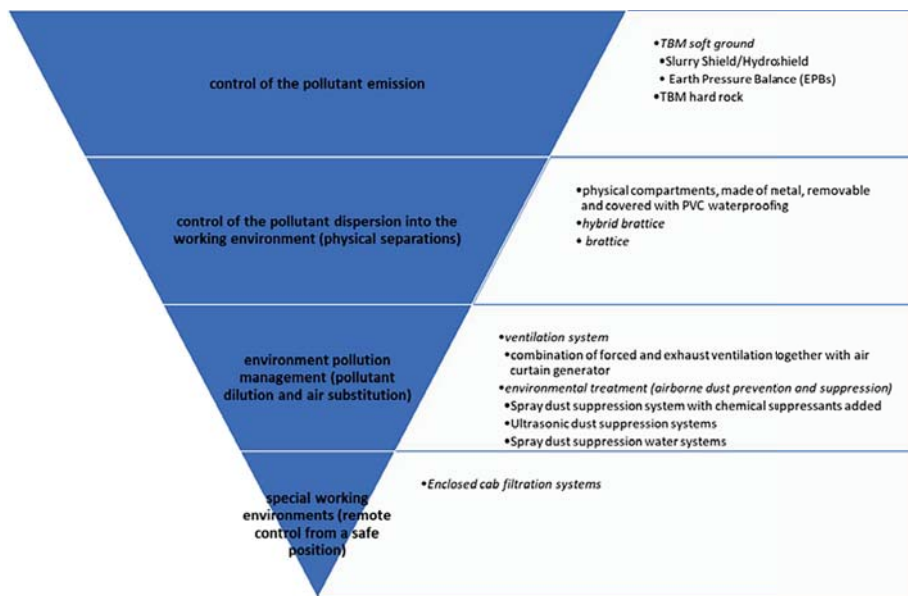 control of the pollutant emission
•TBM soft ground
•Slurry Shield/Hydroshield
• Earth Pressure Balance (EPBs)
•TBM hard rock
control of the pollutant dispersion into the
working environment (physical separations)
•physical compartments, made of metal, removable
and covered with PVC waterproofing
•hybrid brattice
• brattice
environment pollution
management (pollutant
dilution and air substitution)
•ventilation system
•combination of forced and exhaust ventilation together with air
curtain generator
•environmental treatment (airborne dust prevention and suppression)
•Spray dust suppression system with chemical suppressants added
•Ultrasonic dust suppression systems
•Spray dust suppression water systems
special working
environments (remote
control from a safe
position)
•Enclosed cab filtration systems